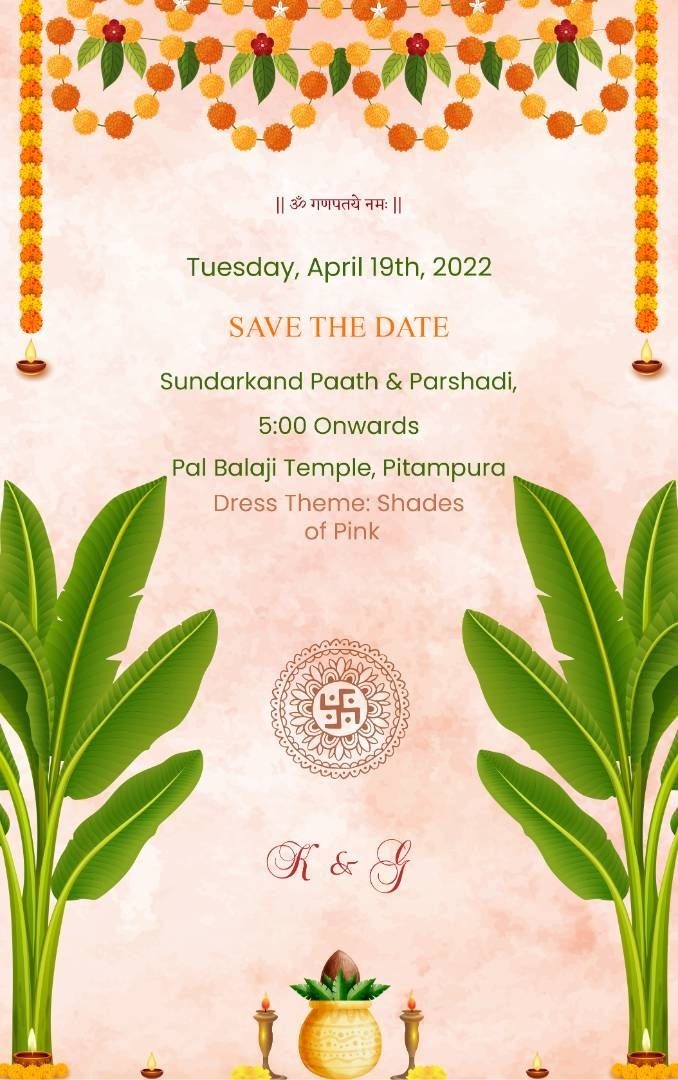 || ॐ गणपतये नमः ||
Tuesday, April 19th, 2022
SAVE THE DATE
Sundarkand Paath & Parshadi,
5:00 Onwards
Pal Balaji Temple, Pitampura
Dress Theme: Shades
of Pink
K & G